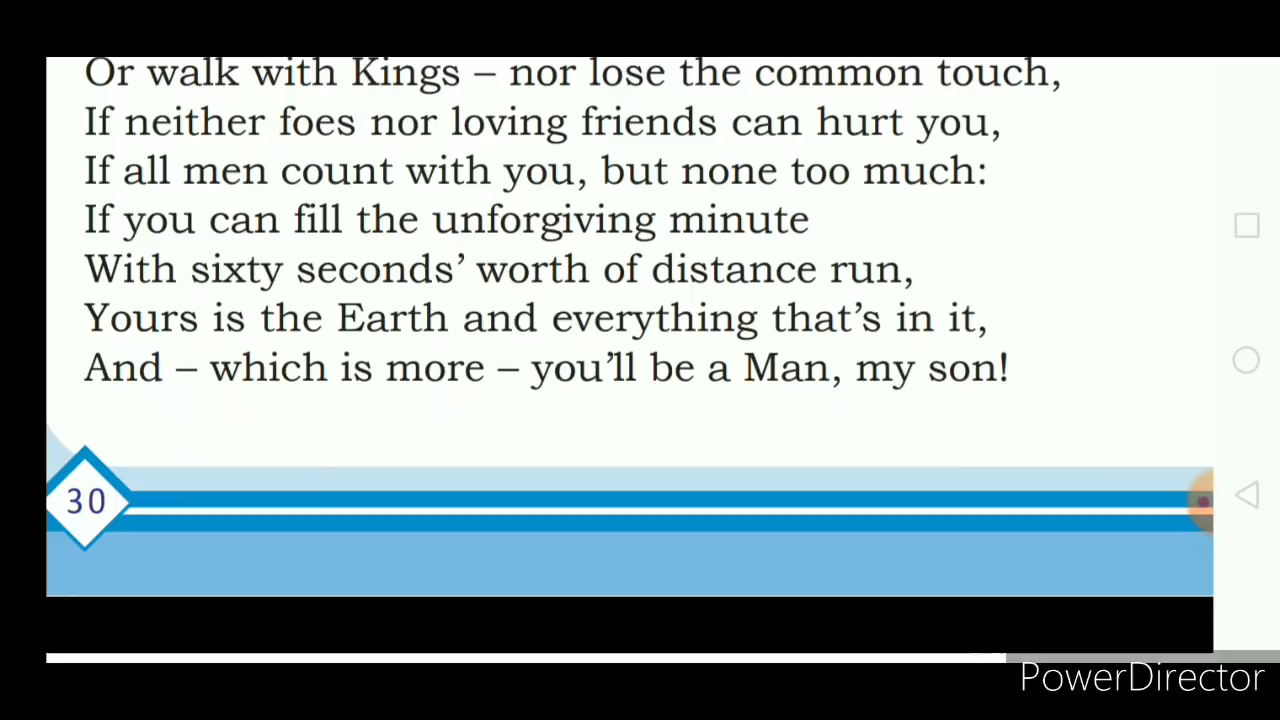 Or walk with Kings – nor lose the common touch,
If neither foes nor loving friends can hurt you,
If all men count with you, but none too much:
If you can fill the unforgiving minute
With sixty seconds’ worth of distance run,
Yours is the Earth and everything that’s in it,
And – which is more – you’ll be a Man, my son!
30
PowerDirector